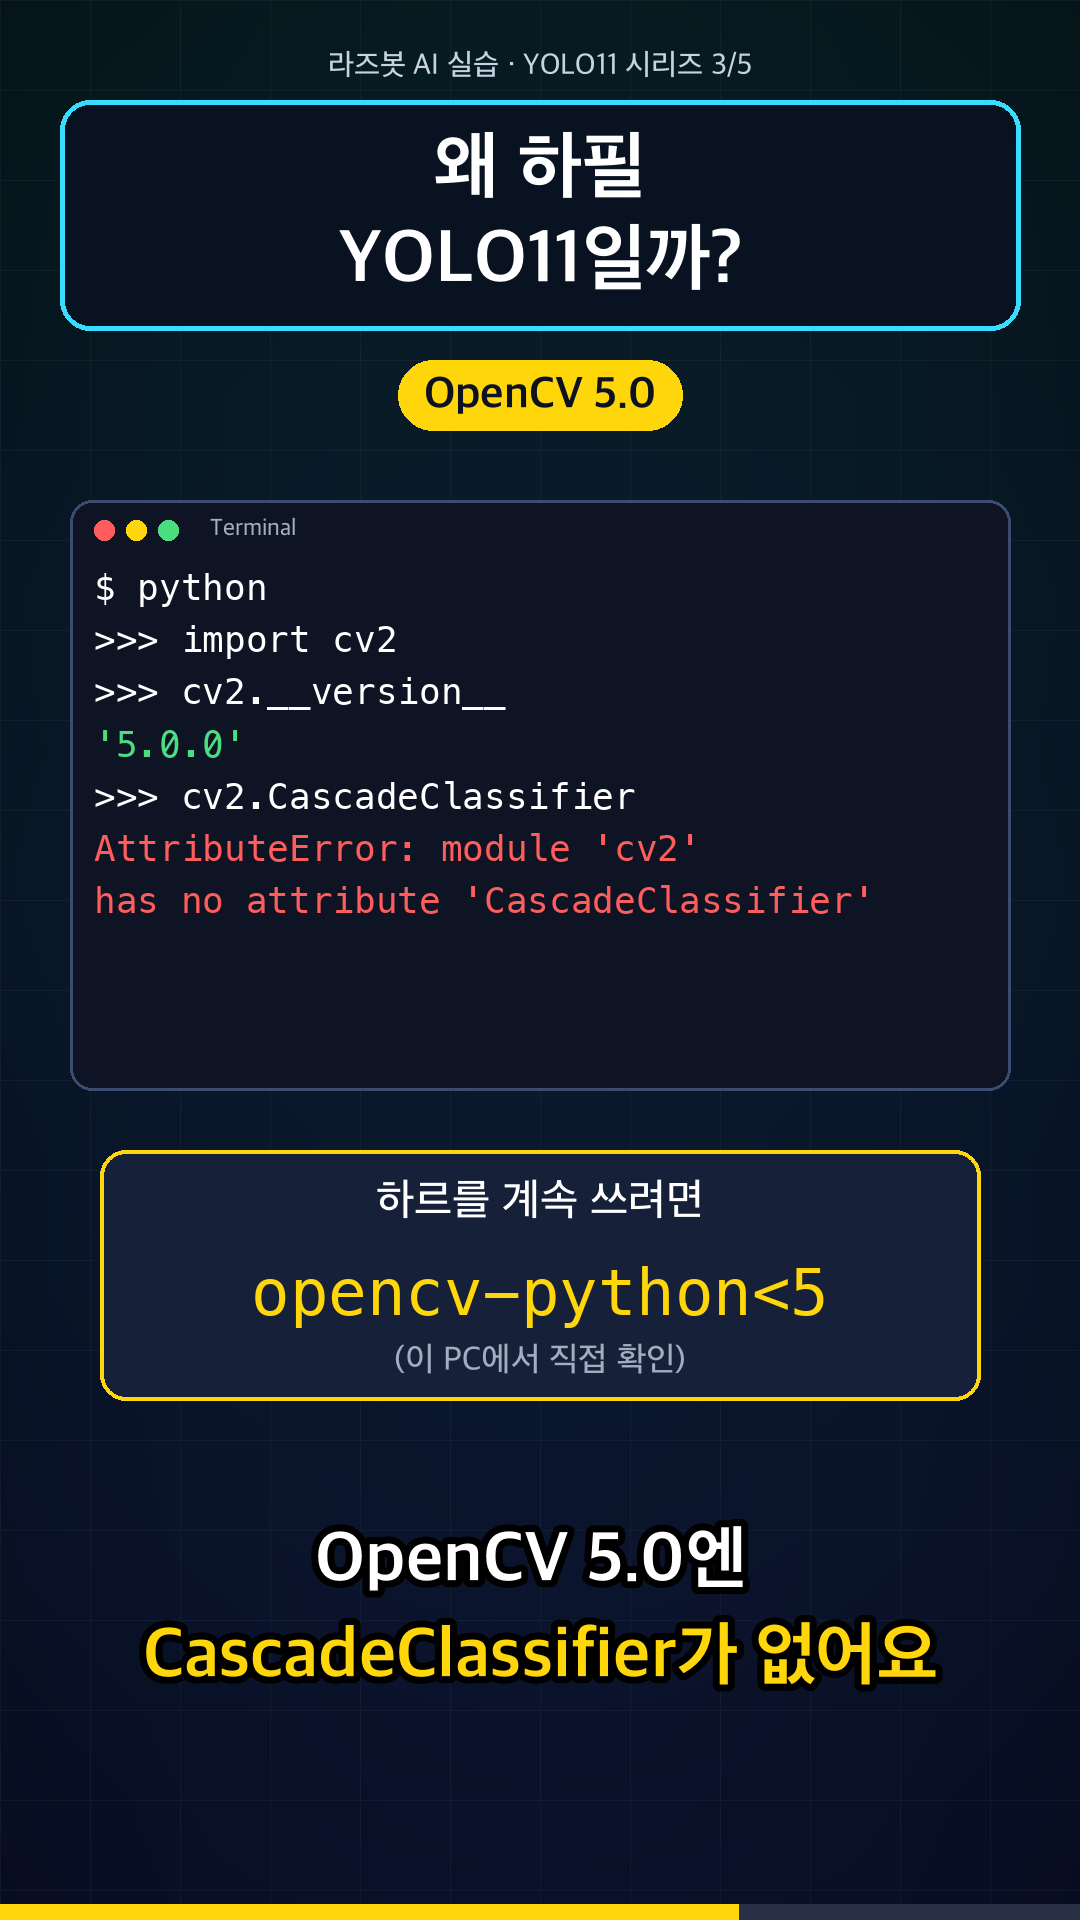 라즈봇 AI 실습 · YOLO11 시리즈 3/5
왜 하필
YOLO11일까?
OpenCV 5.0
Terminal
$ python
>>> import cv2
>>> cv2.__version__
'5.0.0'
>>> cv2.CascadeClassifier
AttributeError: module 'cv2'
has no attribute 'CascadeClassifier'
하르를 계속 쓰려면
opencv-python<5
(이 PC에서 직접 확인)
OpenCV 5.0엔
CascadeClassifier가 없어요